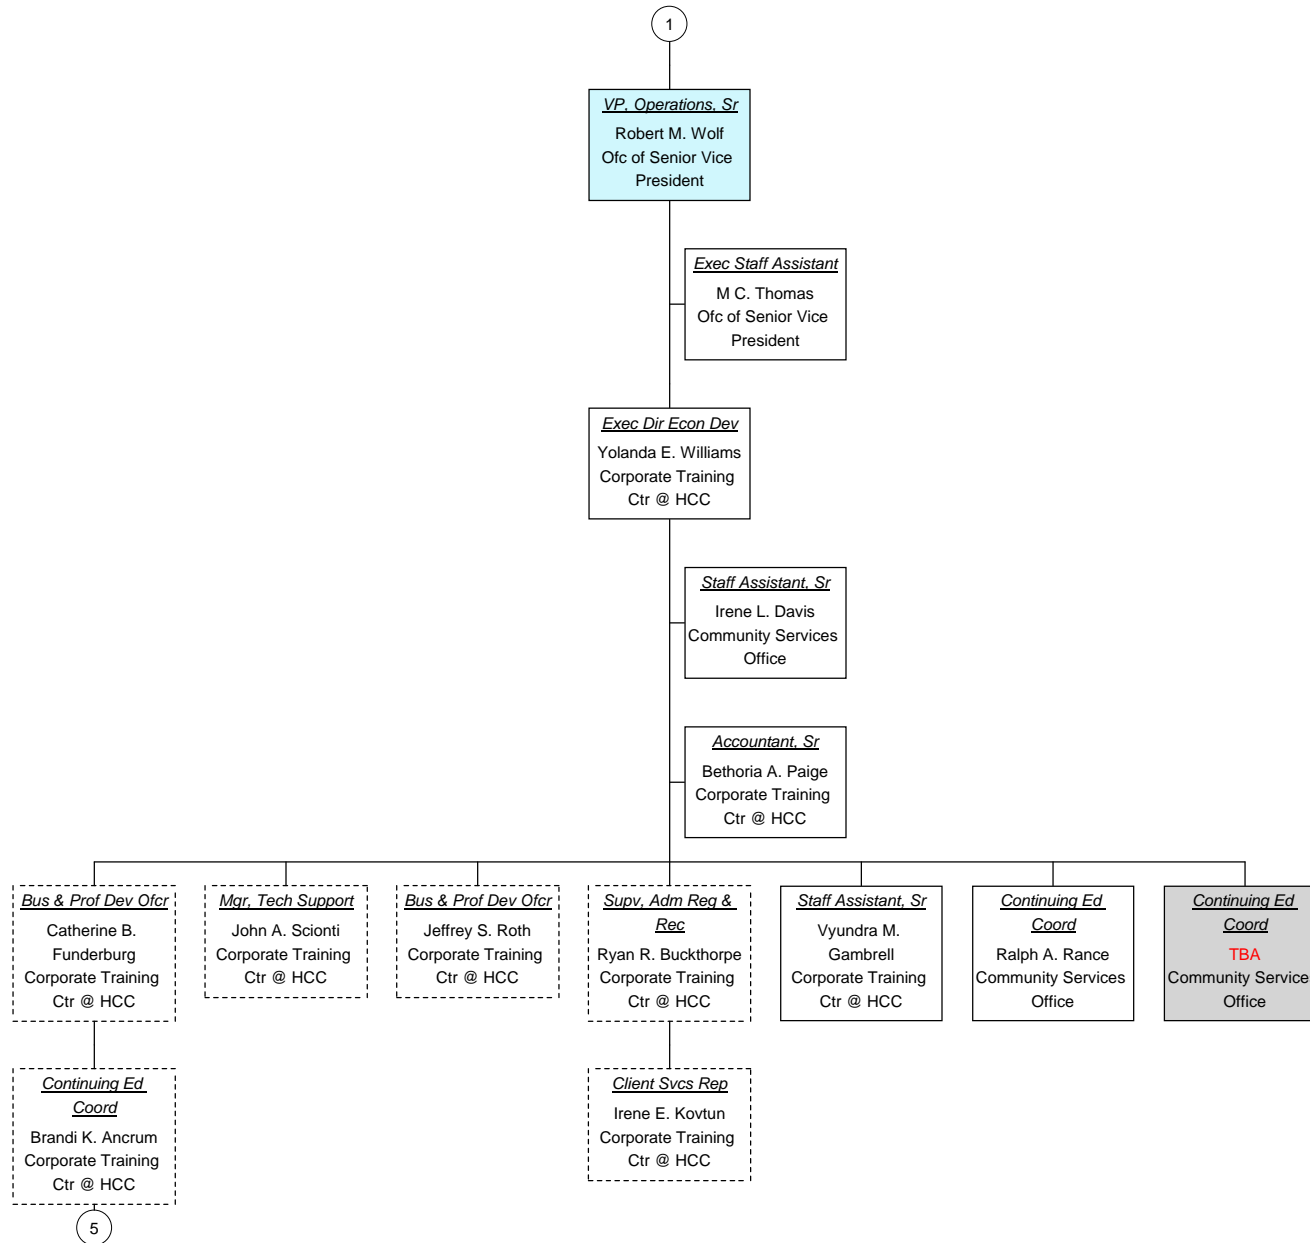 1
VP, Operations, Sr
Robert M. Wolf
Ofc of Senior Vice
President
Exec Staff Assistant
M C. Thomas
Ofc of Senior Vice
President
Exec Dir Econ Dev
Yolanda E. Williams
Corporate Training
Ctr @ HCC
Staff Assistant, Sr
Irene L. Davis
Community Services
Office
Accountant, Sr
Bethoria A. Paige
Corporate Training
Ctr @ HCC
Bus & Prof Dev Ofcr
Catherine B.
Funderburg
Corporate Training
Ctr @ HCC
Mgr, Tech Support
John A. Scionti
Corporate Training
Ctr @ HCC
Bus & Prof Dev Ofcr
Jeffrey S. Roth
Corporate Training
Ctr @ HCC
Supv, Adm Reg &
Rec
Ryan R. Buckthorpe
Corporate Training
Ctr @ HCC
Staff Assistant, Sr
Vyundra M.
Gambrell
Corporate Training
Ctr @ HCC
Continuing Ed
Coord
Ralph A. Rance
Community Services
Office
Continuing Ed
Coord
TBA
Community Service
Office
Continuing Ed
Coord
Brandi K. Ancrum
Corporate Training
Ctr @ HCC
Client Svcs Rep
Irene E. Kovtun
Corporate Training
Ctr @ HCC
5